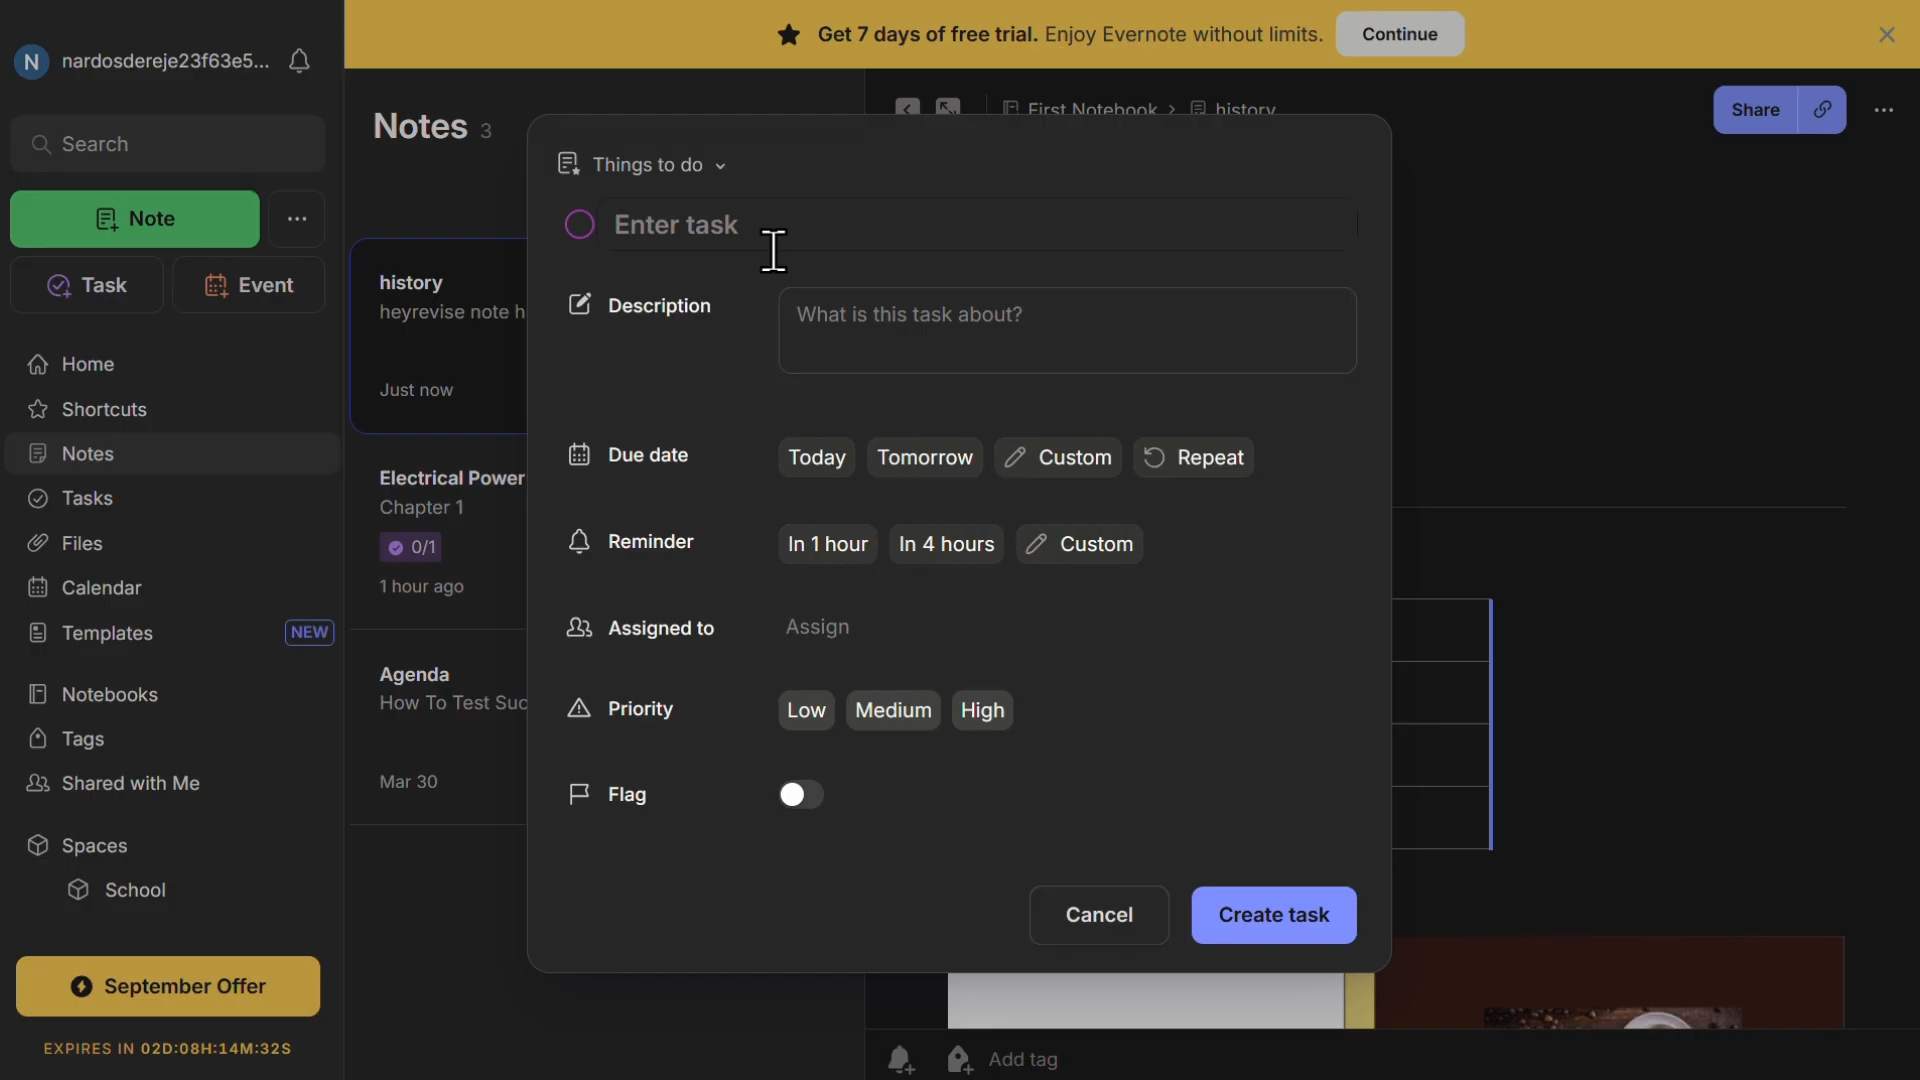 Get 7 days of free trial. Enjoy Evernote without limits.
Continue
N nardosdereje23f63e5...
Search
Note
Task
Event
Home
Shortcuts
Notes
Tasks
Files
Calendar
Templates NEW
Notebooks
Tags
Shared with Me
Spaces
School
September Offer
EXPIRES IN 02D:08H:14M:32S
Notes 3
history
heyrevise note h
Just now
Electrical Power
Chapter 1
0/1
1 hour ago
Agenda
How To Test Suc
Mar 30
First Notebook > history
Share
Things to do
Enter task
Description
What is this task about?
Due date
Today
Tomorrow
Custom
Repeat
Reminder
In 1 hour
In 4 hours
Custom
Assigned to
Assign
Priority
Low
Medium
High
Flag
Cancel
Create task
Add tag